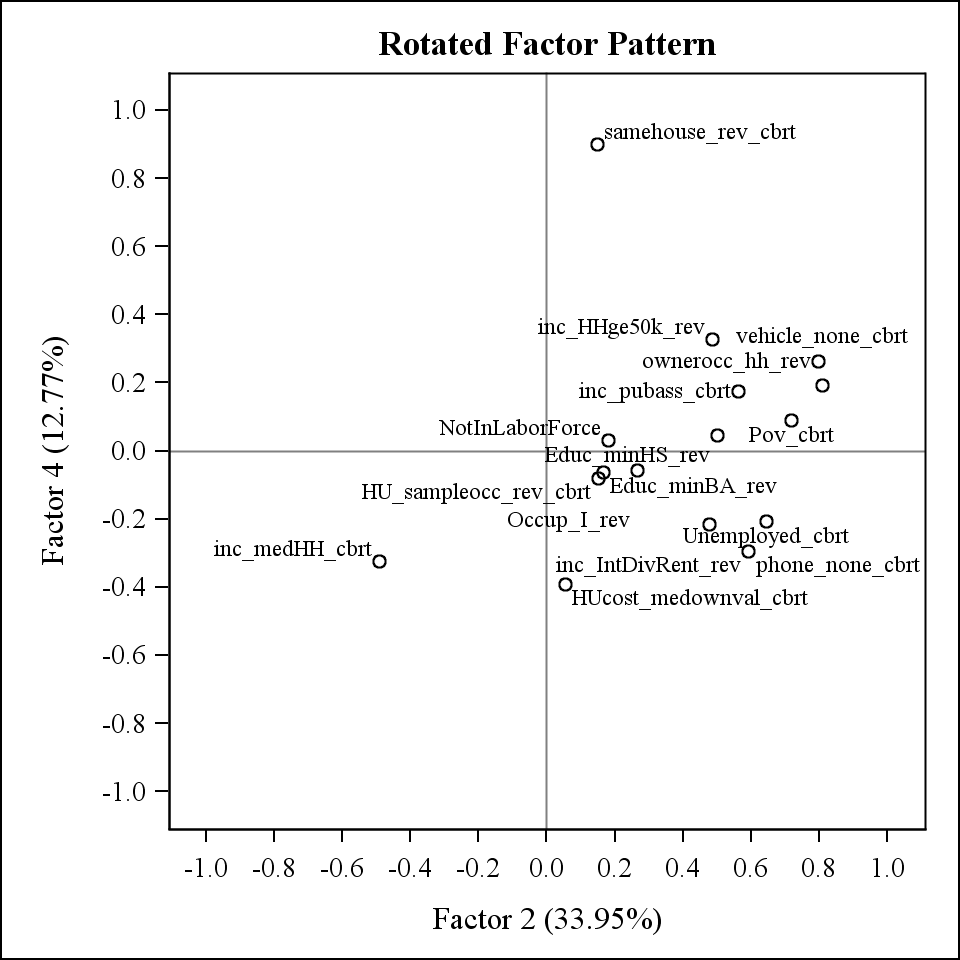 Rotated Factor Pattern
1.0
samehouse_rev_cbrt
0.8
0.6
0.4
inc_HHge50k_rev
vehicle_none_cbrt
ownerocc_hh_rev
0.2
inc_pubass_cbrt
NotInLaborForce
Pov_cbrt
0.0
Educ_minHS_rev
Educ_minBA_rev
HU_sampleocc_rev_cbrt
-0.2
Occup_I_rev
Unemployed_cbrt
inc_medHH_cbrt
inc_IntDivRent_rev
phone_none_cbrt
-0.4
HUcost_medownval_cbrt
-0.6
-0.8
-1.0
Factor 4 (12.77%)
-1.0 -0.8 -0.6 -0.4 -0.2 0.0 0.2 0.4 0.6 0.8 1.0
Factor 2 (33.95%)